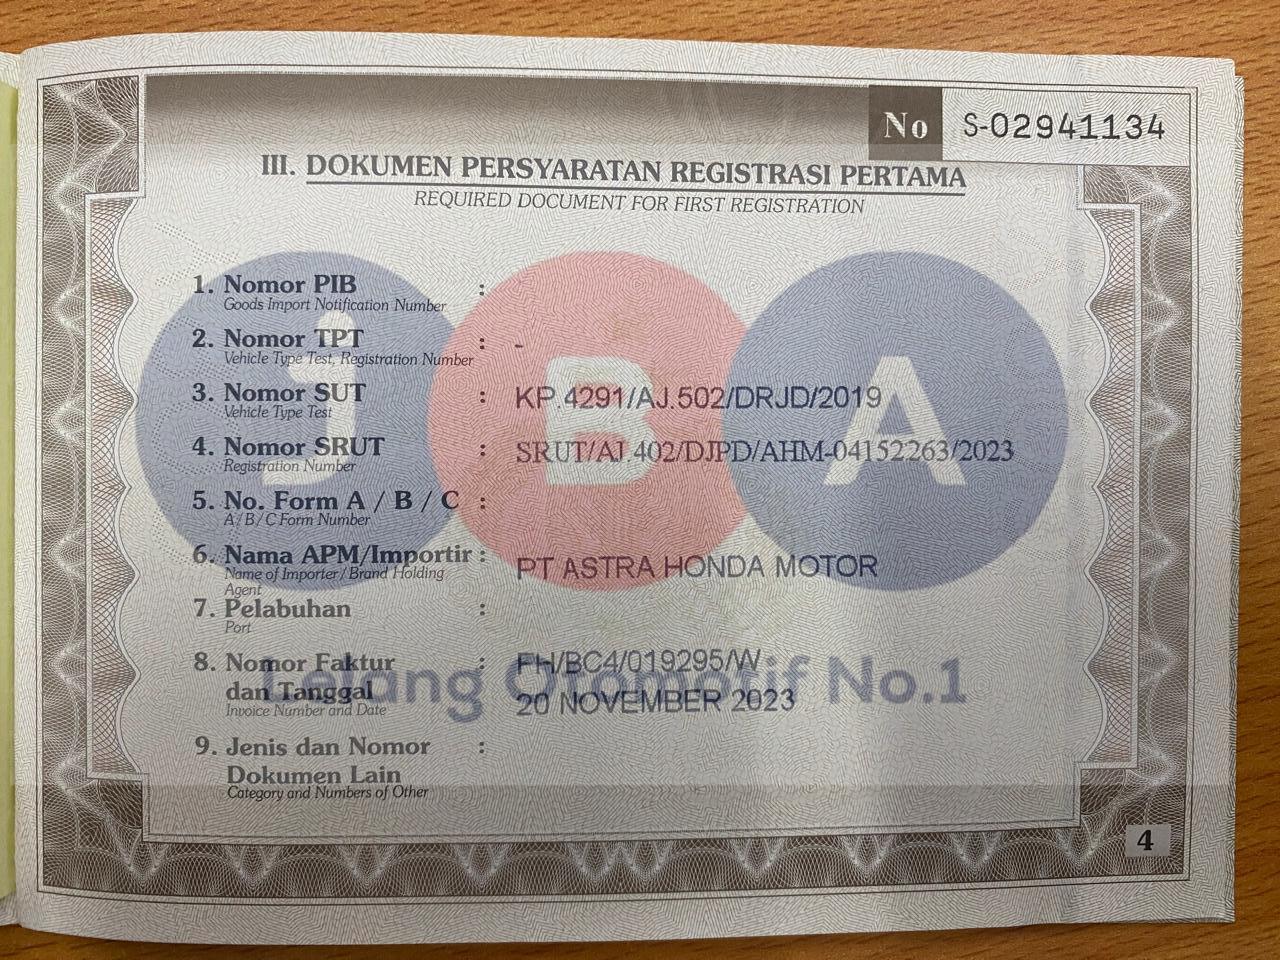 No S-02941134
III. DOKUMEN PERSYARATAN REGISTRASI PERTAMA
REQUIRED DOCUMENT FOR FIRST REGISTRATION
1. Nomor PIB :
Goods Import Notification Number
2. Nomor TPT : -
Vehicle Type Test, Registration Number
3. Nomor SUT : KP.4291/AJ.502/DRJD/2019
Vehicle Type Test
4. Nomor SRUT : SRUT/AJ.402/DJPD/AHM-04152263/2023
Registration Number
5. No. Form A / B / C :
A / B / C Form Number
6. Nama APM/Importir : PT ASTRA HONDA MOTOR
Name of Importer / Brand Holding
Agent
7. Pelabuhan :
Port
8. Nomor Faktur : FH/BC4/019295/W
dan Tanggal 20 NOVEMBER 2023
Invoice Number and Date
9. Jenis dan Nomor :
Dokumen Lain
Category and Numbers of Other
4
JBA
Lelang Otomotif No.1